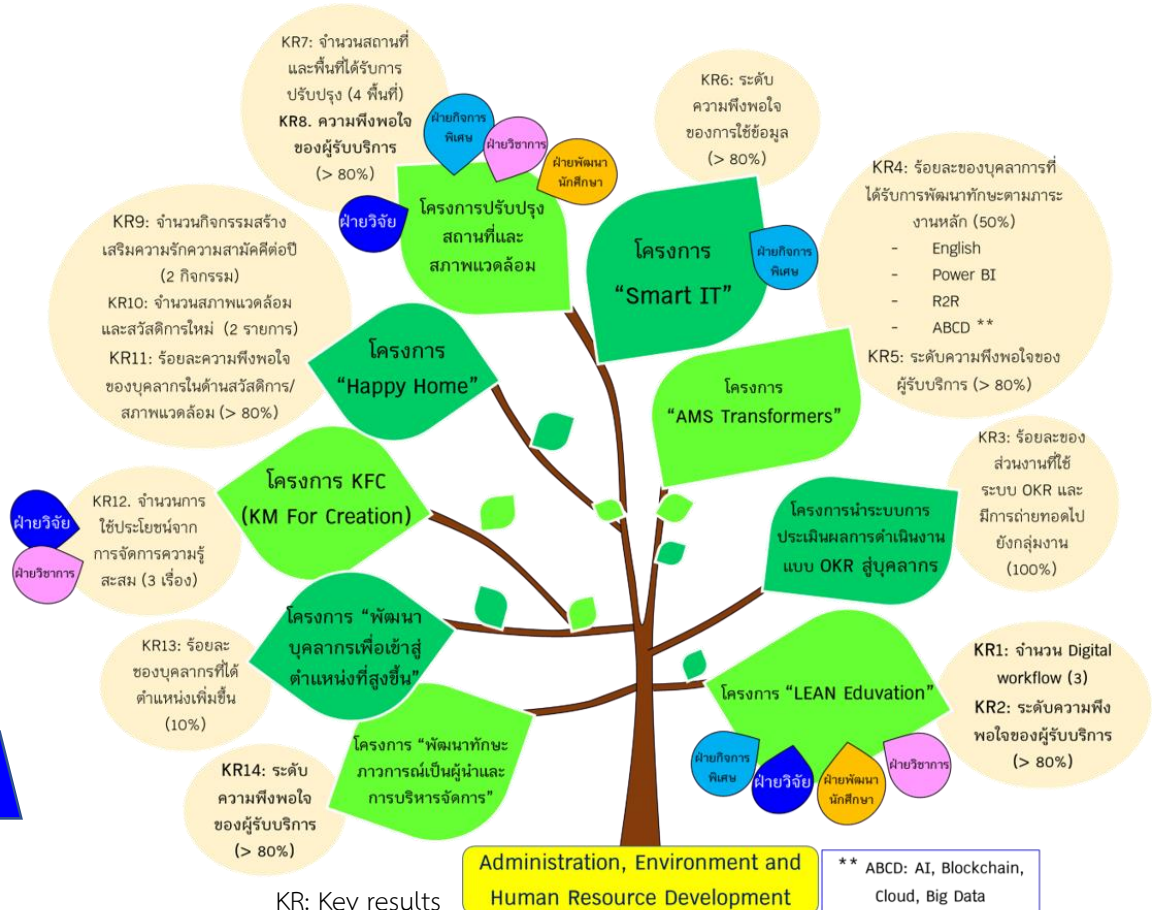 KR7: จำนวนสถานที่
และพื้นที่ได้รับการ
ปรับปรุง (4 พื้นที่)
KR8. ความพึงพอใจ
ของผู้รับบริการ
(> 80%)
ฝ่ายกิจการ
พิเศษ
ฝ่ายวิชาการ
ฝ่ายพัฒนา
นักศึกษา
ฝ่ายวิจัย
โครงการปรับปรุง
สถานที่และ
สภาพแวดล้อม
KR6: ระดับ
ความพึงพอใจ
ของการใช้ข้อมูล
(> 80%)
โครงการ
“Smart IT”
ฝ่ายกิจการ
พิเศษ
KR4: ร้อยละของบุคลาการที่
ได้รับการพัฒนาทักษะตามภาระ
งานหลัก (50%)
- English
- Power BI
- R2R
- ABCD **
KR5: ระดับความพึงพอใจของ
ผู้รับบริการ (> 80%)
โครงการ
“AMS Transformers”
KR9: จำนวนกิจกรรมสร้าง
เสริมความรักความสามัคคีต่อปี
(2 กิจกรรม)
KR10: จำนวนสภาพแวดล้อม
และสวัสดิการใหม่ (2 รายการ)
KR11: ร้อยละความพึงพอใจ
ของบุคลากรในด้านสวัสดิการ/
สภาพแวดล้อม (> 80%)
โครงการ
“Happy Home”
KR3: ร้อยละของ
ส่วนงานที่ใช้
ระบบ OKR และ
มีการถ่ายทอดไป
ยังกลุ่มงาน
(100%)
โครงการนำระบบการ
ประเมินผลการดำเนินงาน
แบบ OKR สู่บุคลากร
โครงการ KFC
(KM For Creation)
KR12. จำนวนการ
ใช้ประโยชน์จาก
การจัดการความรู้
สะสม (3 เรื่อง)
ฝ่ายวิจัย
ฝ่ายวิชาการ
โครงการ “พัฒนา
บุคลากรเพื่อเข้าสู่
ตำแหน่งที่สูงขึ้น”
KR13: ร้อยละ
ของบุคลากรที่ได้
ตำแหน่งเพิ่มขึ้น
(10%)
โครงการ “LEAN Eduvation”
KR1: จำนวน Digital
workflow (3)
KR2: ระดับความพึง
พอใจของผู้รับบริการ
(> 80%)
ฝ่ายกิจการ
พิเศษ
ฝ่ายวิจัย
ฝ่ายพัฒนา
นักศึกษา
ฝ่ายวิชาการ
โครงการ “พัฒนาทักษะ
ภาวการณ์เป็นผู้นำและ
การบริหารจัดการ”
KR14: ระดับ
ความพึงพอใจ
ของผู้รับบริการ
(> 80%)
Administration, Environment and
Human Resource Development
** ABCD: AI, Blockchain,
Cloud, Big Data
KR: Key results